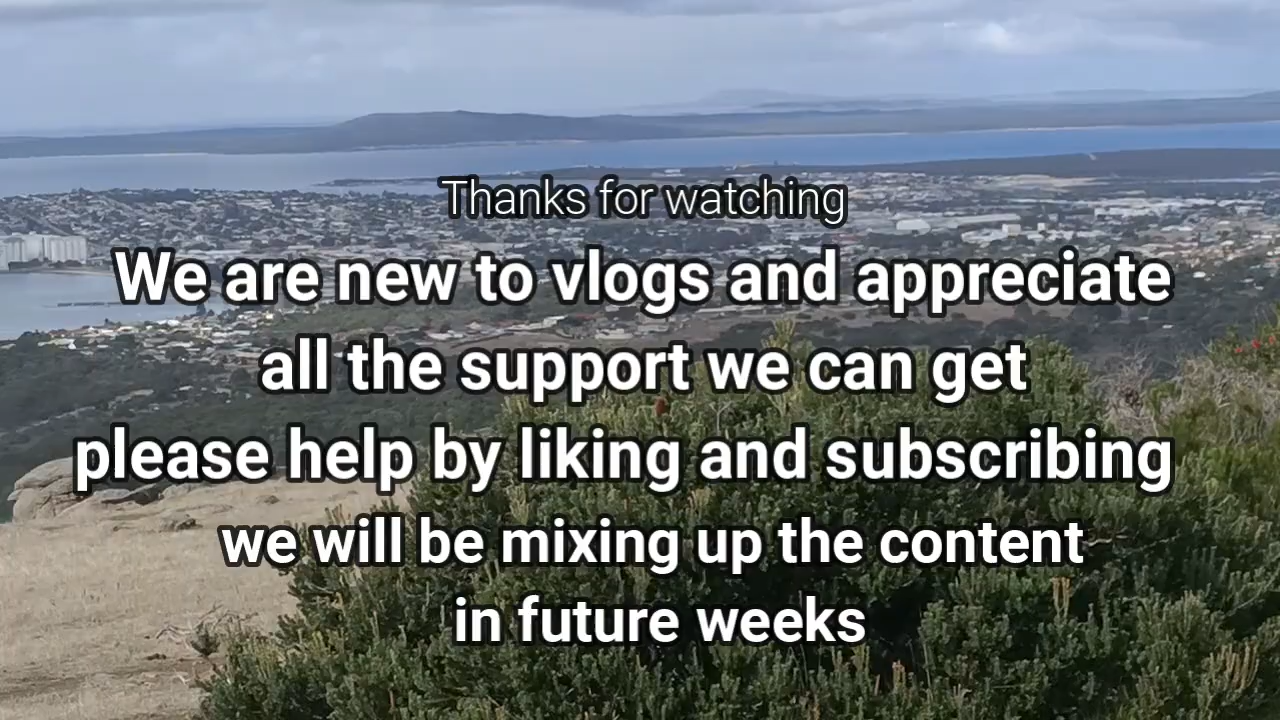 Thanks for watching
We are new to vlogs and appreciate
all the support we can get
please help by liking and subscribing
we will be mixing up the content
in future weeks